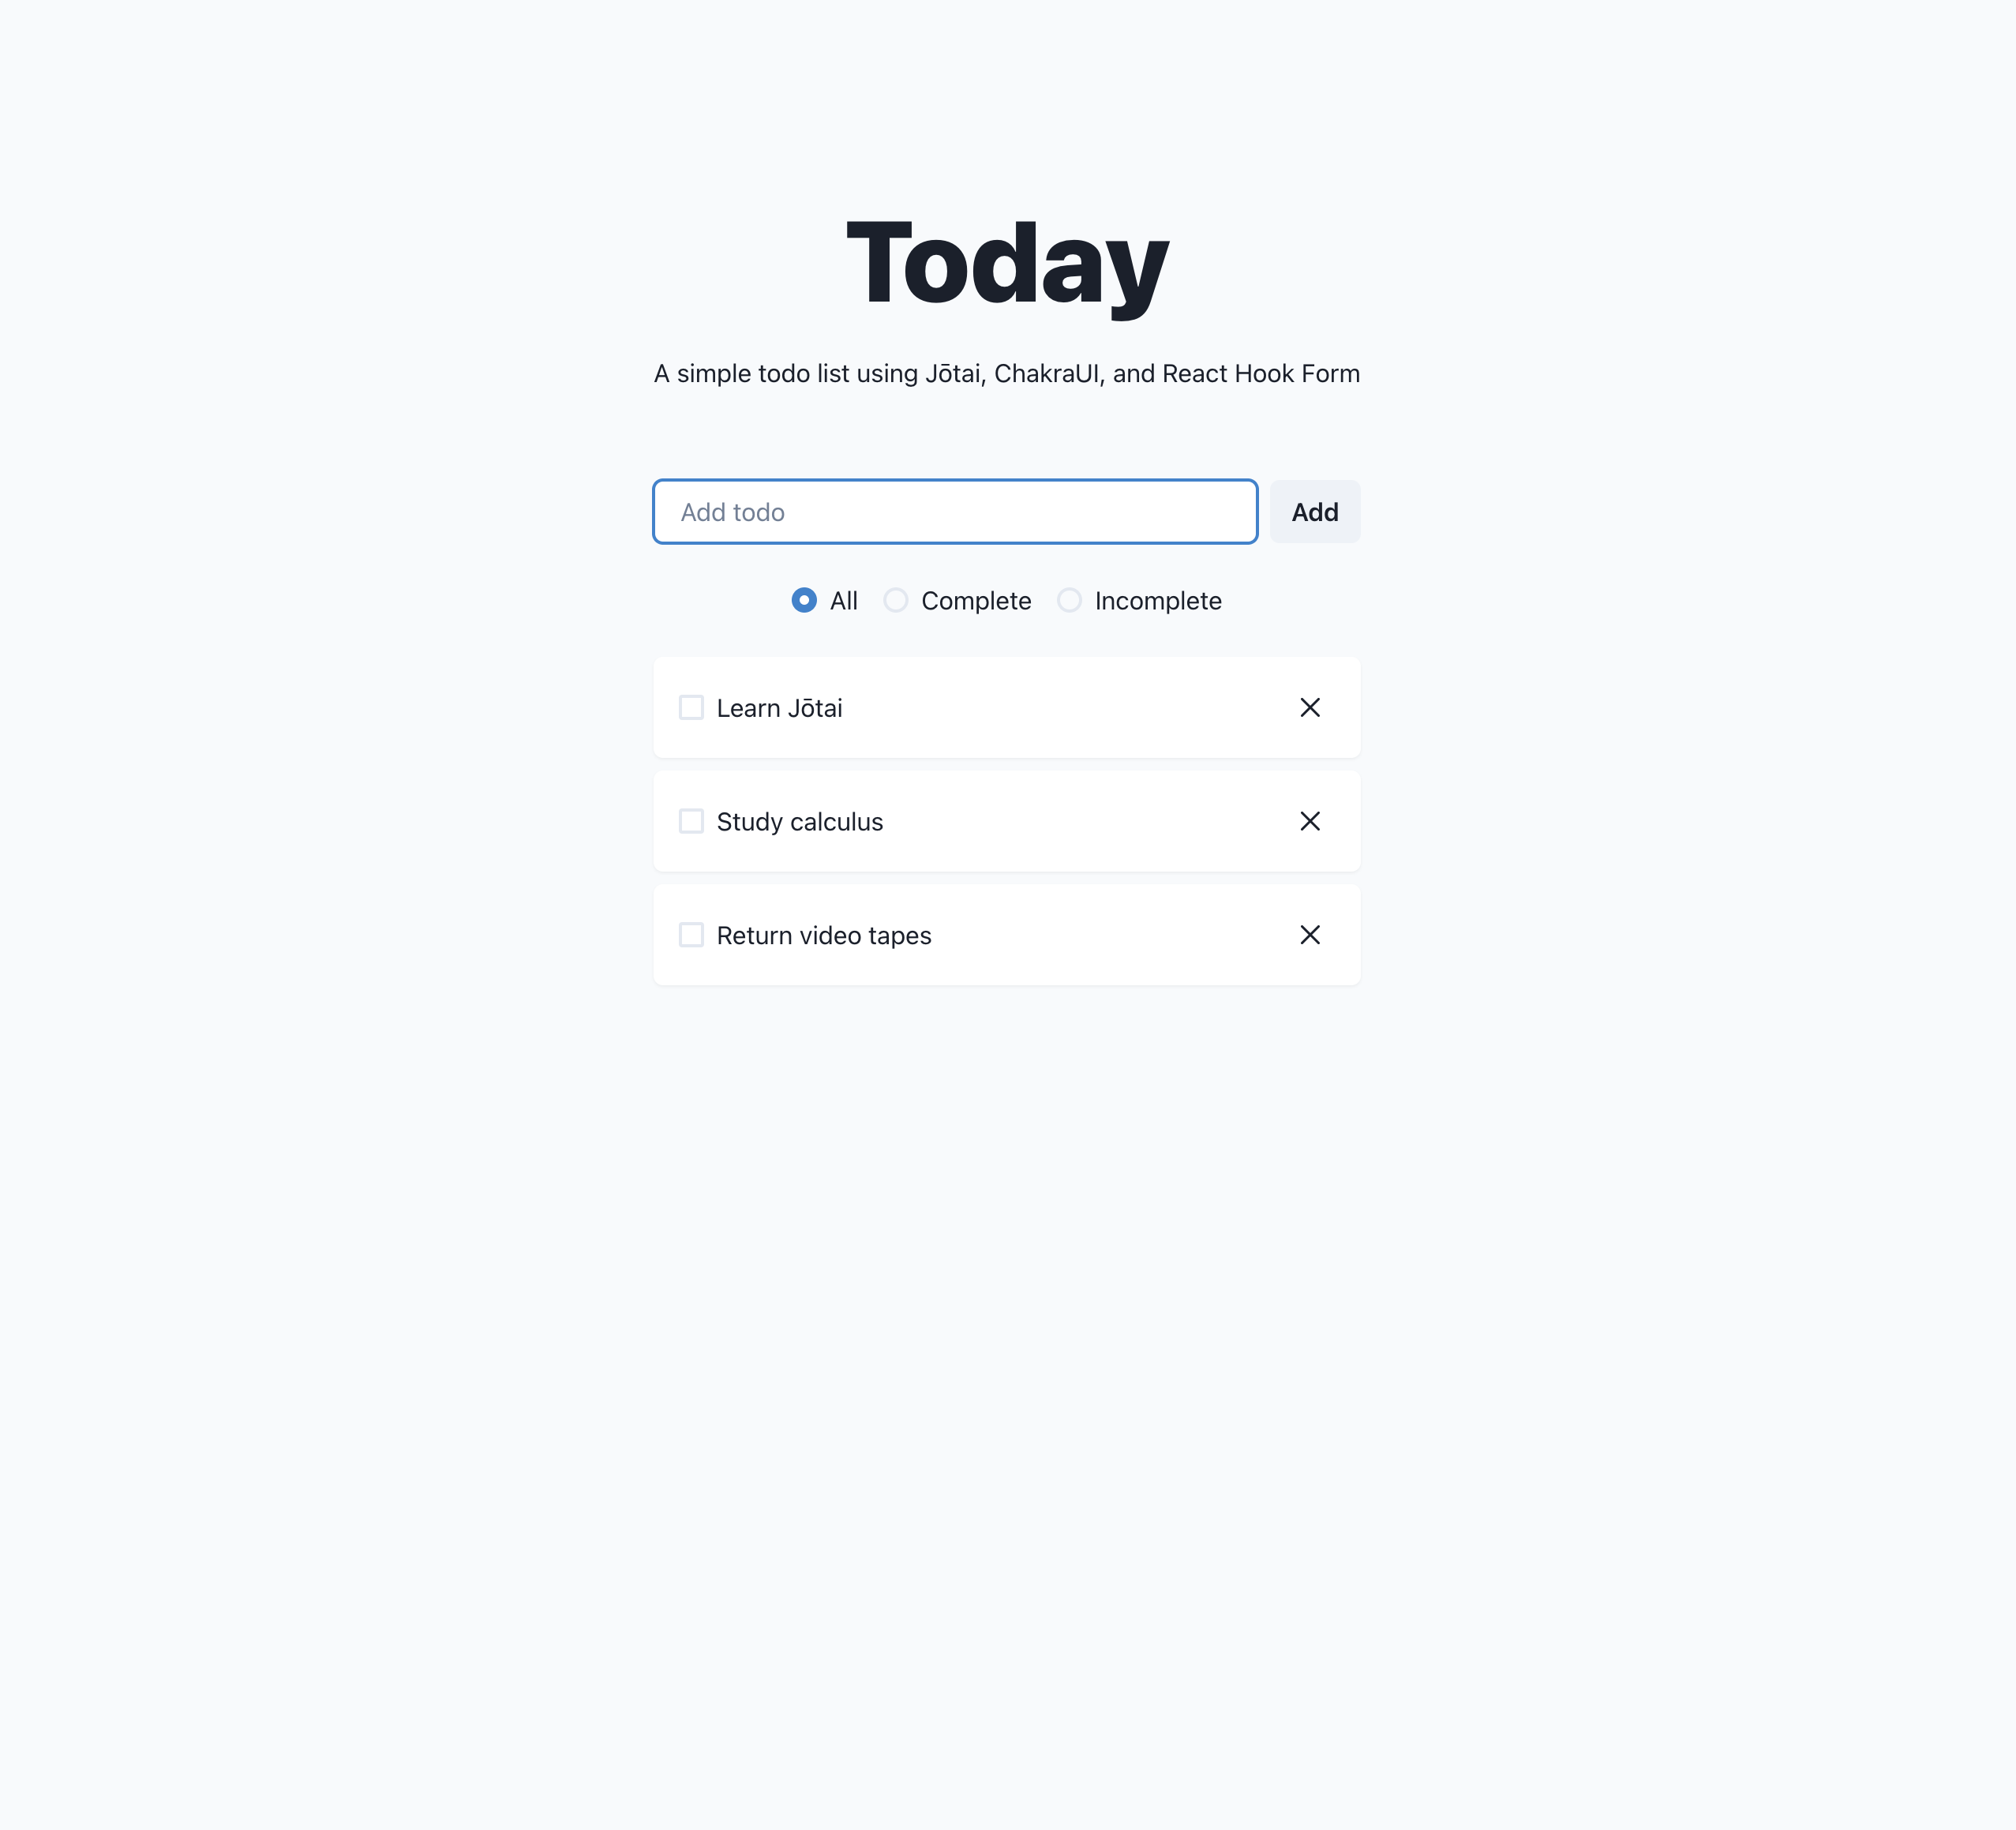 Today
A simple todo list using Jōtai, ChakraUI, and React Hook Form
Add todo
Add
All Complete Incomplete
Learn Jōtai
Study calculus
Return video tapes